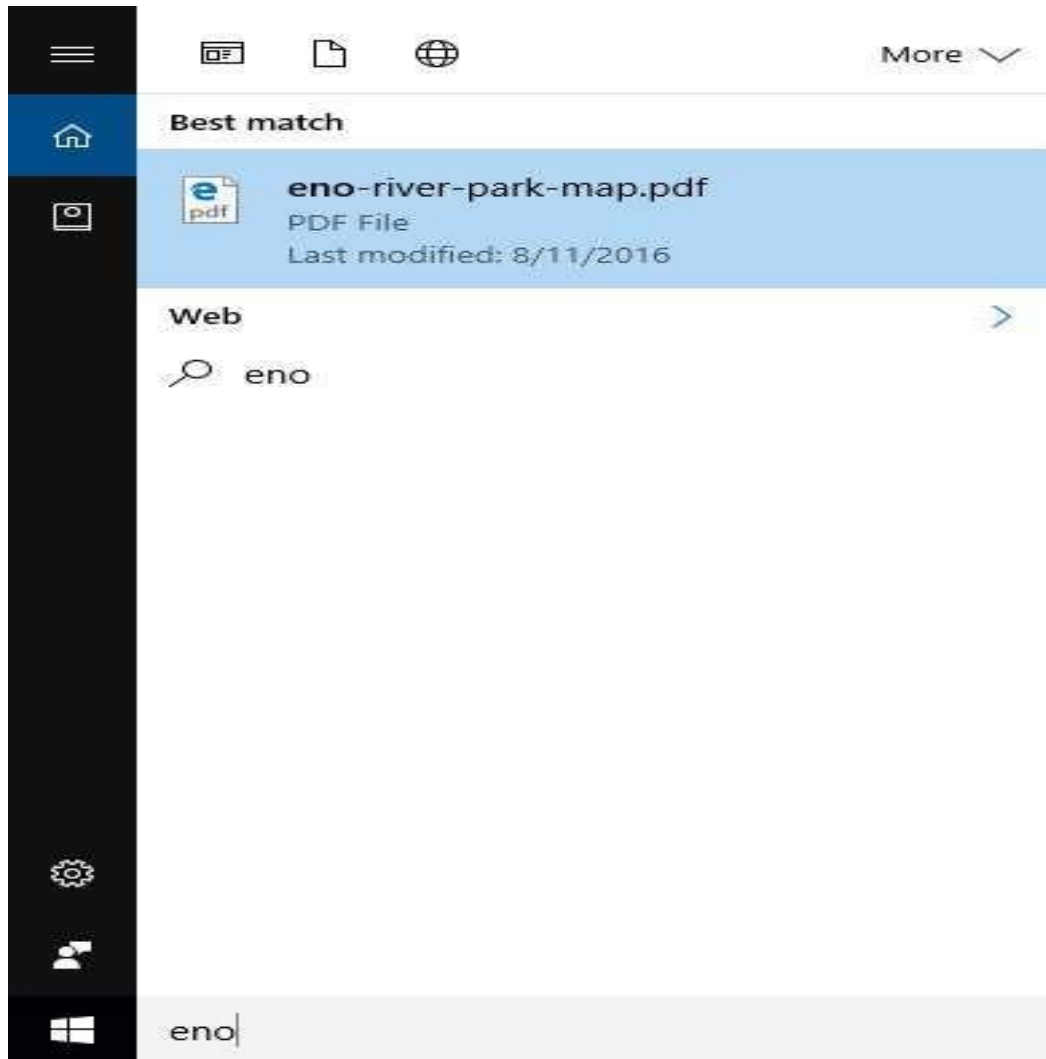 More
Best match
e
pdf
eno-river-park-map.pdf
PDF File
Last modified: 8/11/2016
Web
eno
eno